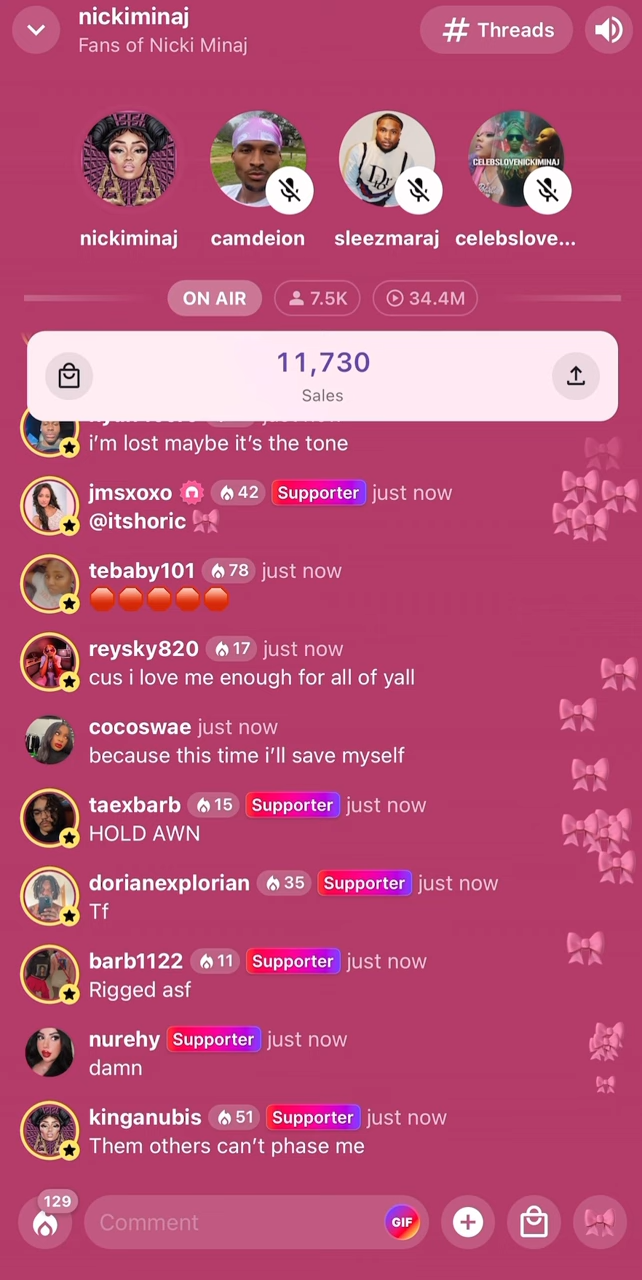 nickiminaj
Fans of Nicki Minaj
# Threads
CELEBSLOVENICKIMINAJ
nickiminaj camdeion sleezmaraj celebslove...
ON AIR 7.5K 34.4M
11,730
Sales
just now
i’m lost maybe it’s the tone
jmsxoxo 42 Supporter just now
@itshoric 🎀
tebaby101 78 just now
🛑🛑🛑🛑🛑
reysky820 17 just now
cus i love me enough for all of yall
cocoswae just now
because this time i’ll save myself
taexbarb 15 Supporter just now
HOLD AWN
dorianexplorian 35 Supporter just now
Tf
barb1122 11 Supporter just now
Rigged asf
nurehy Supporter just now
damn
kinganubis 51 Supporter just now
Them others can’t phase me
129
Comment GIF